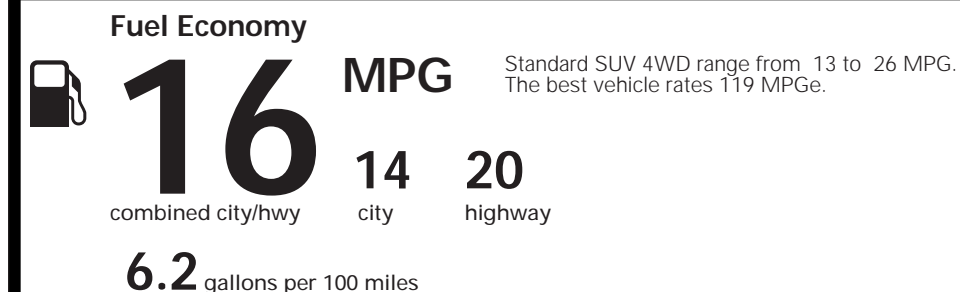 Fuel Economy
16 MPG
Standard SUV 4WD range from 13 to 26 MPG.
The best vehicle rates 119 MPGe.
14 20
combined city/hwy city highway
6.2 gallons per 100 miles